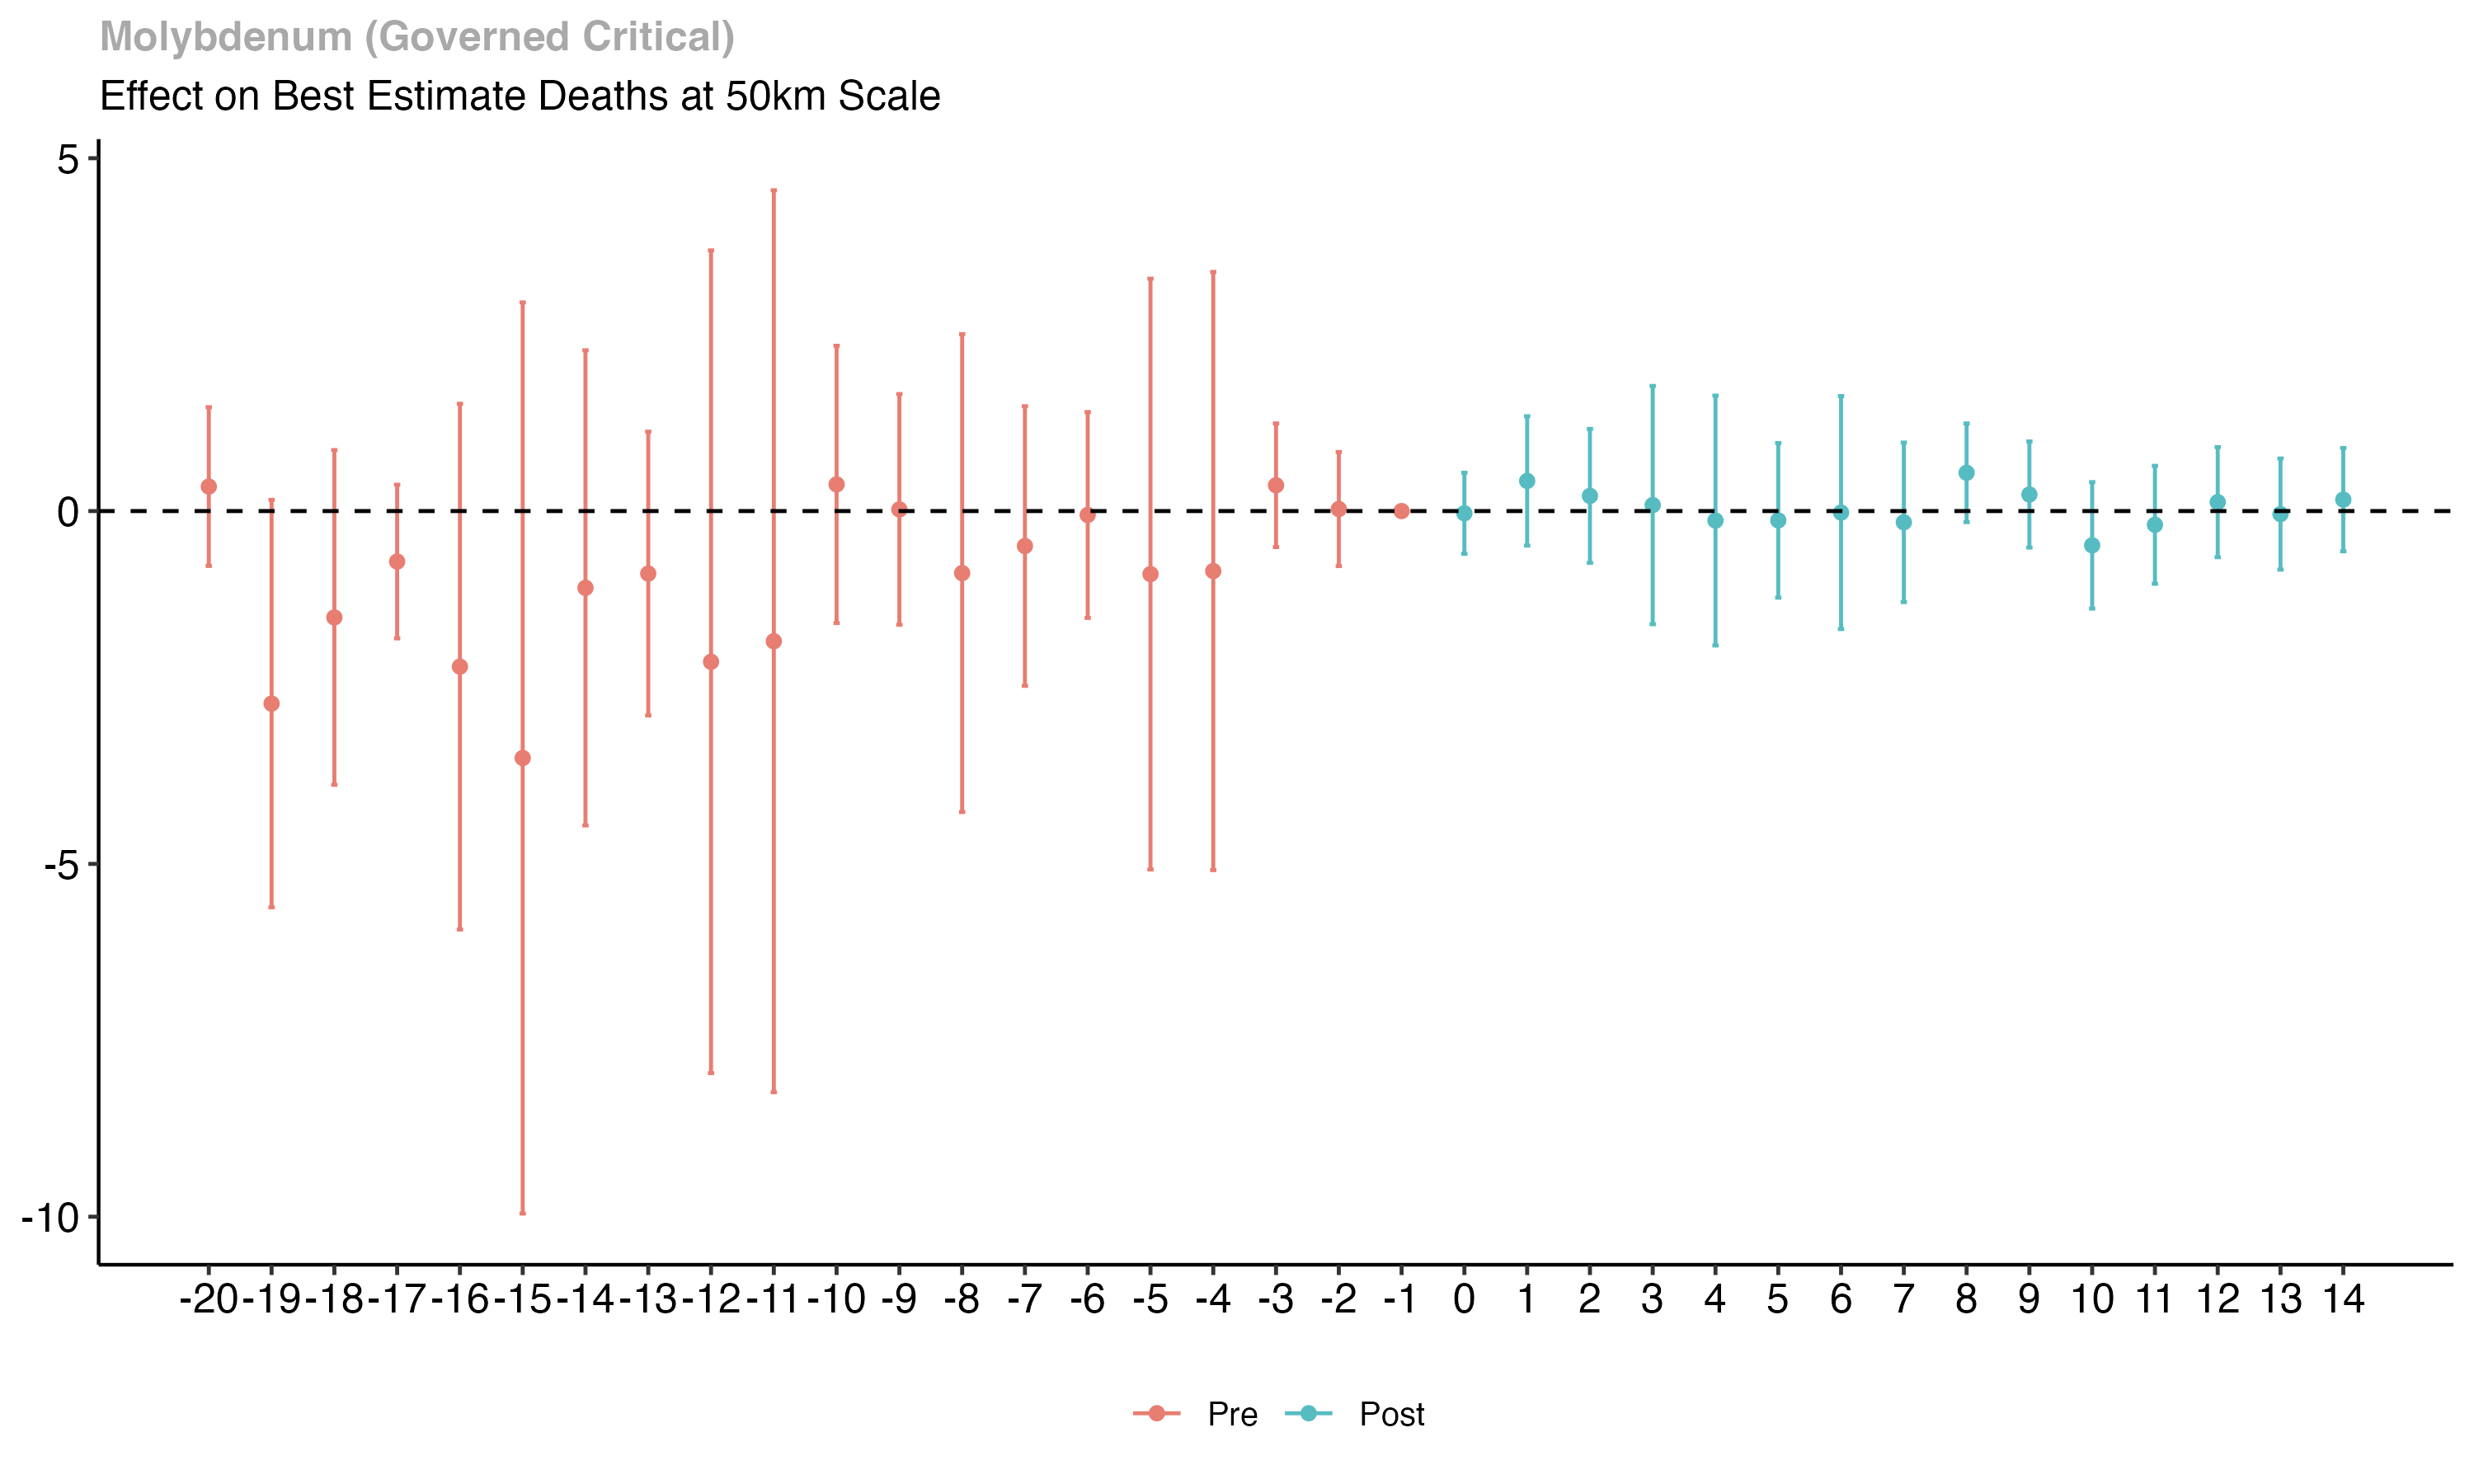 Molybdenum (Governed Critical)
Effect on Best Estimate Deaths at 50km Scale
5
0
-5
-10
-20 -19 -18 -17 -16 -15 -14 -13 -12 -11 -10 -9 -8 -7 -6 -5 -4 -3 -2 -1 0 1 2 3 4 5 6 7 8 9 10 11 12 13 14
Pre Post